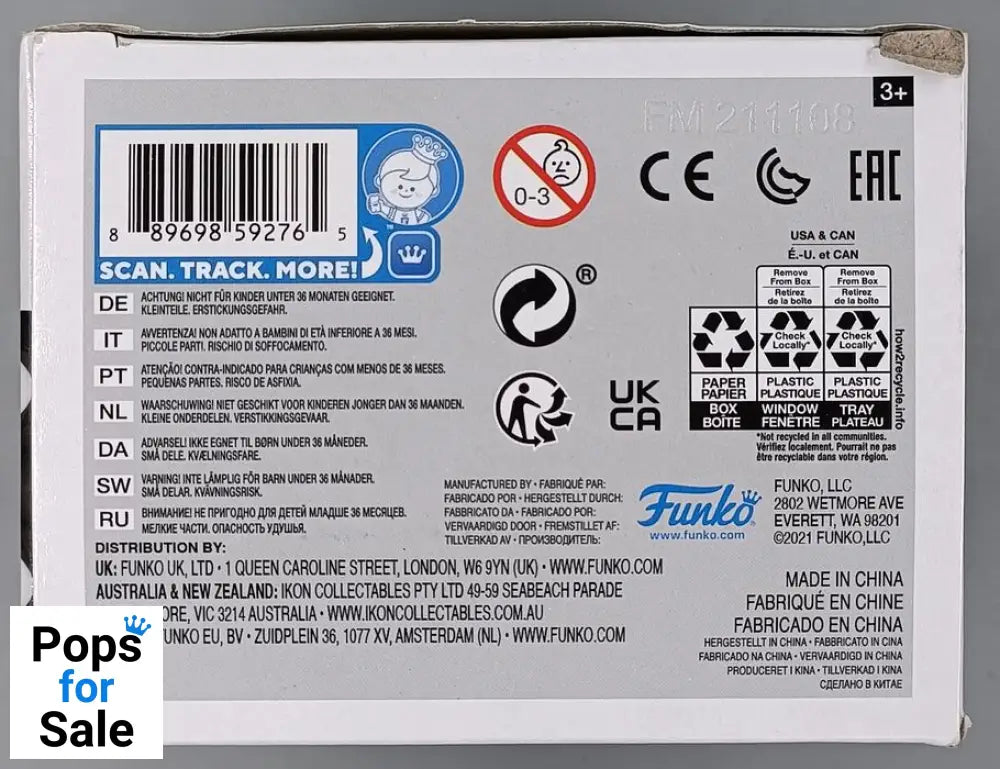 3+
FM 211108
8 89698 59276 5
SCAN. TRACK. MORE!
™
0-3
CE
EAC
®
UK
CA
USA & CAN
É.-U. et CAN
Remove From Box
Retirez de la boîte
Remove From Box
Retirez de la boîte
Check Locally*
Check Locally*
PAPER PAPIER
PLASTIC PLASTIQUE
PLASTIC PLASTIQUE
BOX BOÎTE
WINDOW FENÊTRE
TRAY PLATEAU
how2recycle.info
*Not recycled in all communities.
Vérifiez localement. Pourrait ne pas
être recyclable dans votre région.
DE ACHTUNG! NICHT FÜR KINDER UNTER 36 MONATEN GEEIGNET.
KLEINTEILE. ERSTICKUNGSGEFAHR.
IT AVVERTENZA! NON ADATTO A BAMBINI DI ETÀ INFERIORE A 36 MESI.
PICCOLE PARTI. RISCHIO DI SOFFOCAMENTO.
PT ATENÇÃO! CONTRA-INDICADO PARA CRIANÇAS COM MENOS DE 36 MESES.
PEQUENAS PARTES. RISCO DE ASFIXIA.
NL WAARSCHUWING! NIET GESCHIKT VOOR KINDEREN JONGER DAN 36 MAANDEN.
KLEINE ONDERDELEN. VERSTIKKINGSGEVAAR.
DA ADVARSEL! IKKE EGNET TIL BØRN UNDER 36 MÅNEDER.
SMÅ DELE. KVÆLNINGSFARE.
SW VARNING! INTE LÄMPLIG FÖR BARN UNDER 36 MÅNADER.
SMÅ DELAR. KVÄVNINGSRISK.
RU ВНИМАНИЕ! НЕ ПРИГОДНО ДЛЯ ДЕТЕЙ МЛАДШЕ 36 МЕСЯЦЕВ.
МЕЛКИЕ ЧАСТИ. ОПАСНОСТЬ УДУШЬЯ.
MANUFACTURED BY • FABRIQUÉ PAR:
FABRICADO POR • HERGESTELLT DURCH:
FABBRICATO DA • FABRICADO POR:
VERVAARDIGD DOOR • FREMSTILLET AF:
TILLVERKAD AV • ПРОИЗВОДИТЕЛЬ:
Funko
www.funko.com
FUNKO, LLC
2802 WETMORE AVE
EVERETT, WA 98201
©2021 FUNKO,LLC
DISTRIBUTION BY:
UK: FUNKO UK, LTD • 1 QUEEN CAROLINE STREET, LONDON, W6 9YN (UK) • WWW.FUNKO.COM
AUSTRALIA & NEW ZEALAND: IKON COLLECTABLES PTY LTD 49-59 SEABEACH PARADE
ORE, VIC 3214 AUSTRALIA • WWW.IKONCOLLECTABLES.COM.AU
UNKO EU, BV • ZUIDPLEIN 36, 1077 XV, AMSTERDAM (NL) • WWW.FUNKO.COM
MADE IN CHINA
FABRIQUÉ EN CHINE
FABRICADO EN CHINA
HERGESTELLT IN CHINA • FABBRICATO IN CINA
FABRICADO NA CHINA • VERVAARDIGD IN CHINA
PRODUCERET I KINA • TILLVERKAD I KINA
СДЕЛАНО В КИТАЕ
Pops
for
Sale